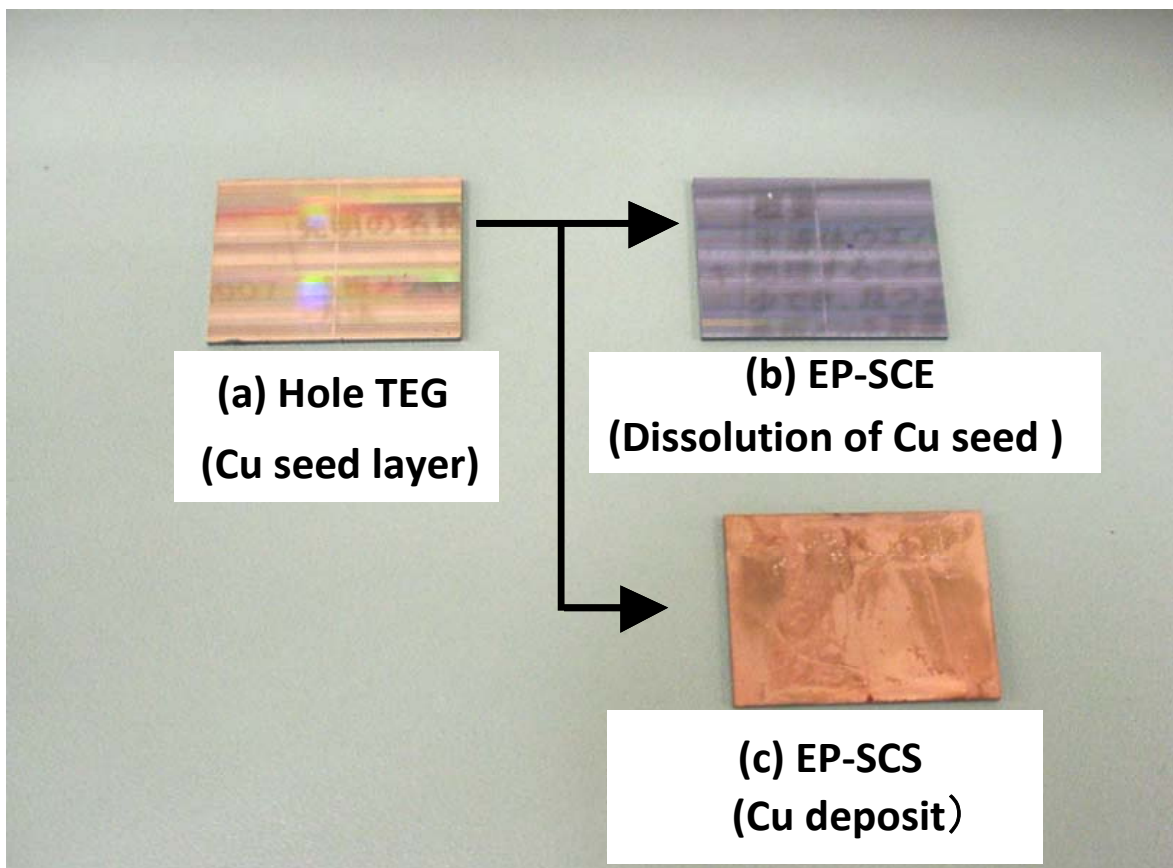 (a) Hole TEG
(Cu seed layer)
(b) EP-SCE
(Dissolution of Cu seed )
(c) EP-SCS
(Cu deposit）